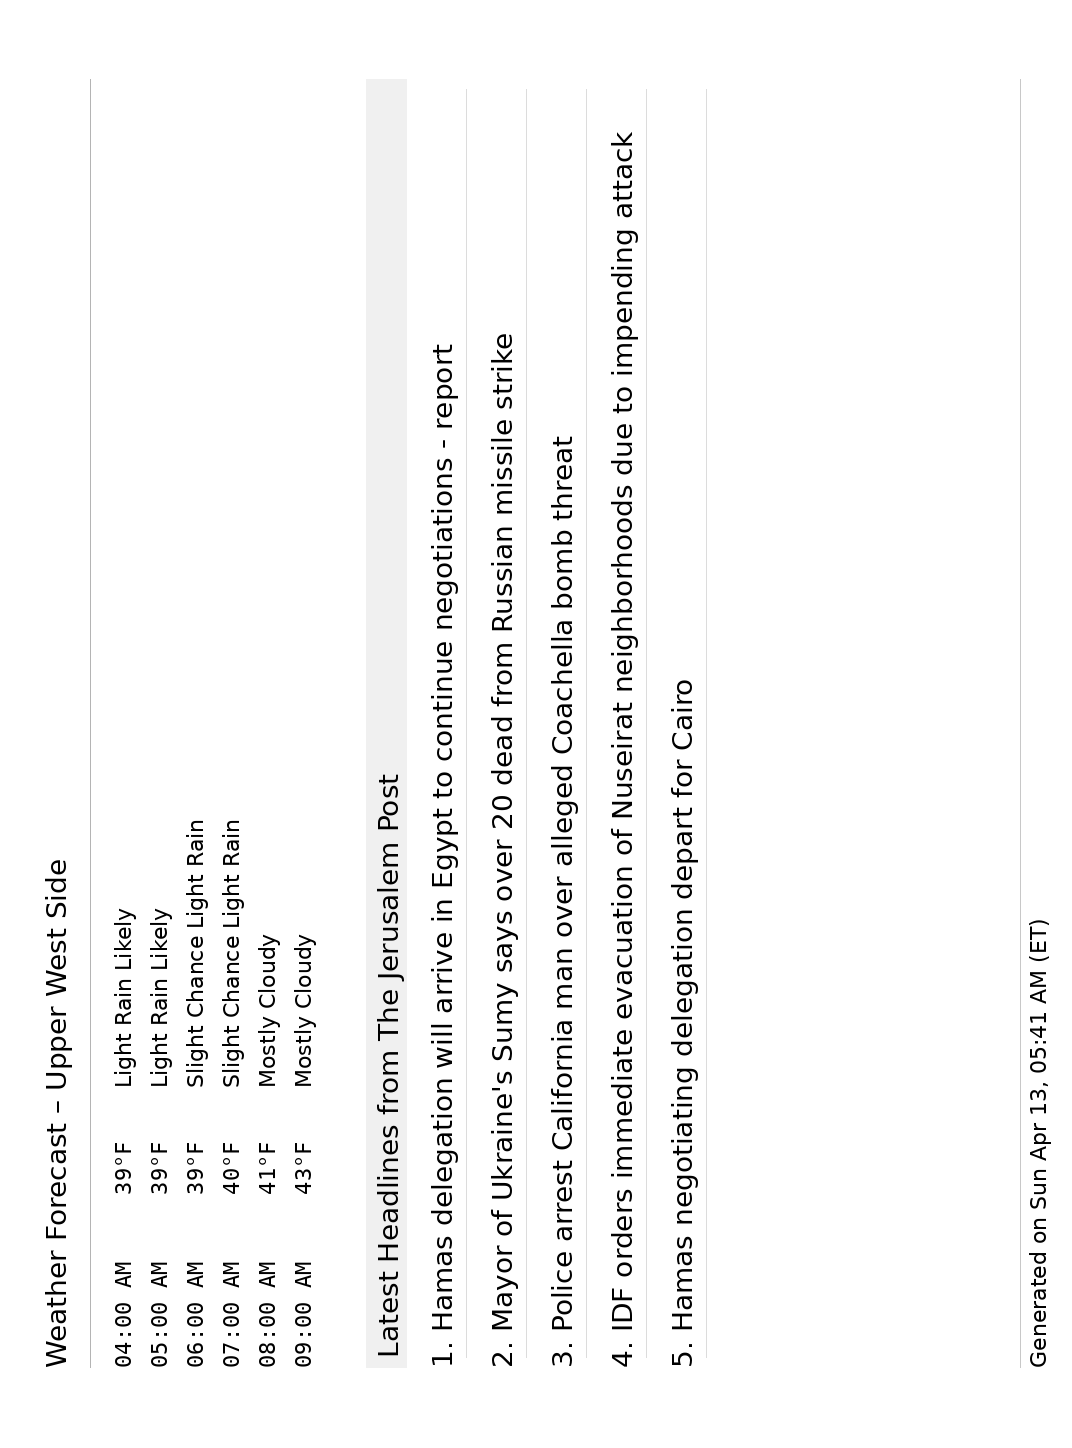 Weather Forecast – Upper West Side
04:00 AM 39°F Light Rain Likely
05:00 AM 39°F Light Rain Likely
06:00 AM 39°F Slight Chance Light Rain
07:00 AM 40°F Slight Chance Light Rain
08:00 AM 41°F Mostly Cloudy
09:00 AM 43°F Mostly Cloudy
Latest Headlines from The Jerusalem Post
1. Hamas delegation will arrive in Egypt to continue negotiations - report
2. Mayor of Ukraine's Sumy says over 20 dead from Russian missile strike
3. Police arrest California man over alleged Coachella bomb threat
4. IDF orders immediate evacuation of Nuseirat neighborhoods due to impending attack
5. Hamas negotiating delegation depart for Cairo
Generated on Sun Apr 13, 05:41 AM (ET)